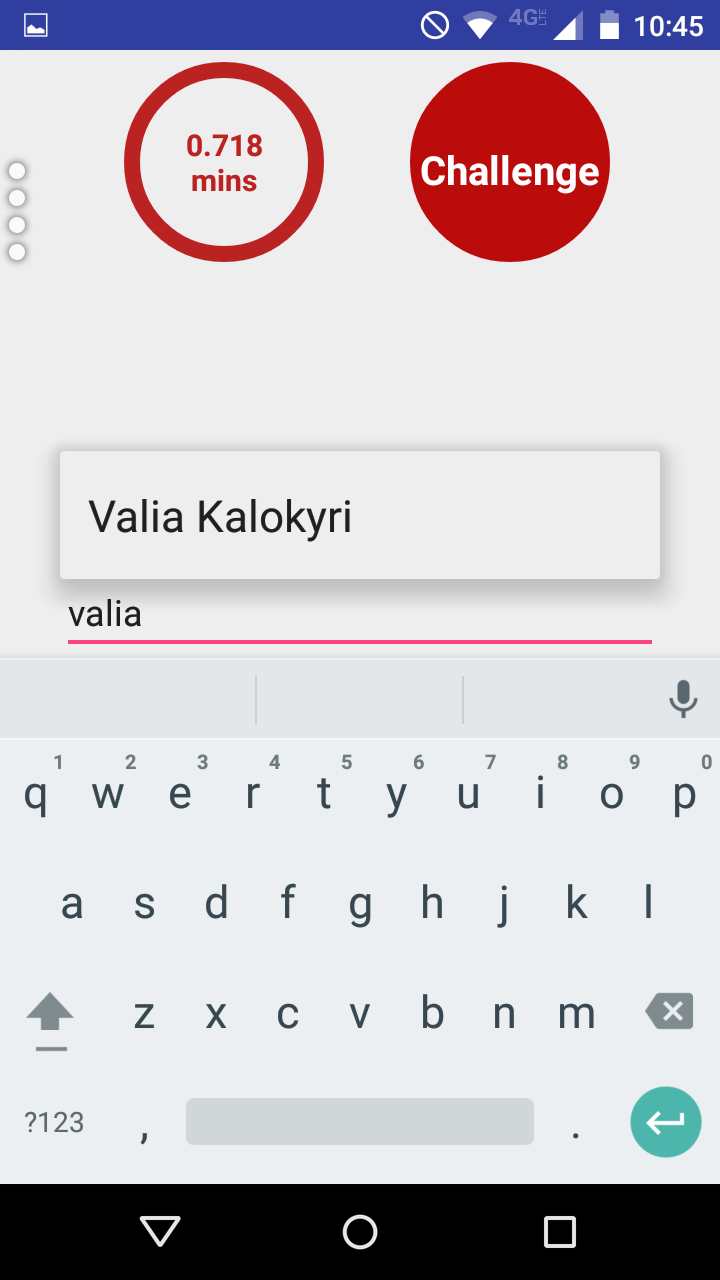 4G LTE 10:45
0.718
mins
Challenge
Valia Kalokyri
valia
1 2 3 4 5 6 7 8 9 0
q w e r t y u i o p
a s d f g h j k l
z x c v b n m
?123 , .